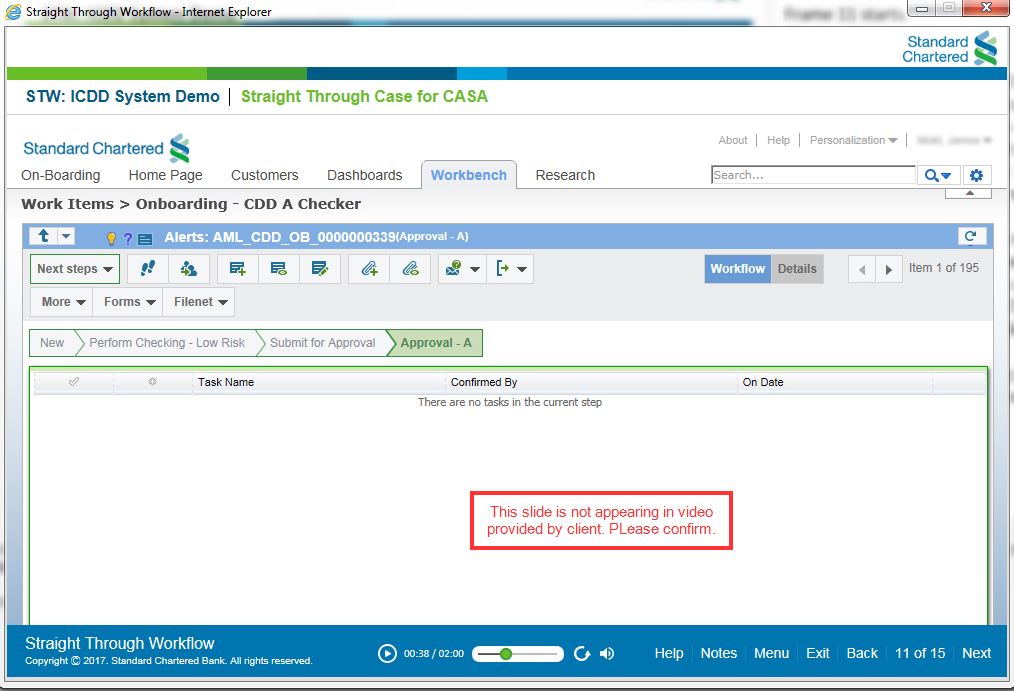 Straight Through Workflow - Internet Explorer
Frame 11 starts
Standard
Chartered
STW: ICDD System Demo | Straight Through Case for CASA
Standard Chartered
About | Help | Personalization
On-Boarding Home Page Customers Dashboards Workbench Research
Search...
Work Items > Onboarding - CDD A Checker
Alerts: AML_CDD_OB_0000000339(Approval - A)
Next steps
Workflow Details
Item 1 of 195
More Forms Filenet
New Perform Checking - Low Risk Submit for Approval Approval - A
Task Name Confirmed By On Date
There are no tasks in the current step
This slide is not appearing in video
provided by client. PLease confirm.
Straight Through Workflow
Copyright © 2017. Standard Chartered Bank. All rights reserved.
00:38 / 02:00
Help Notes Menu Exit Back 11 of 15 Next